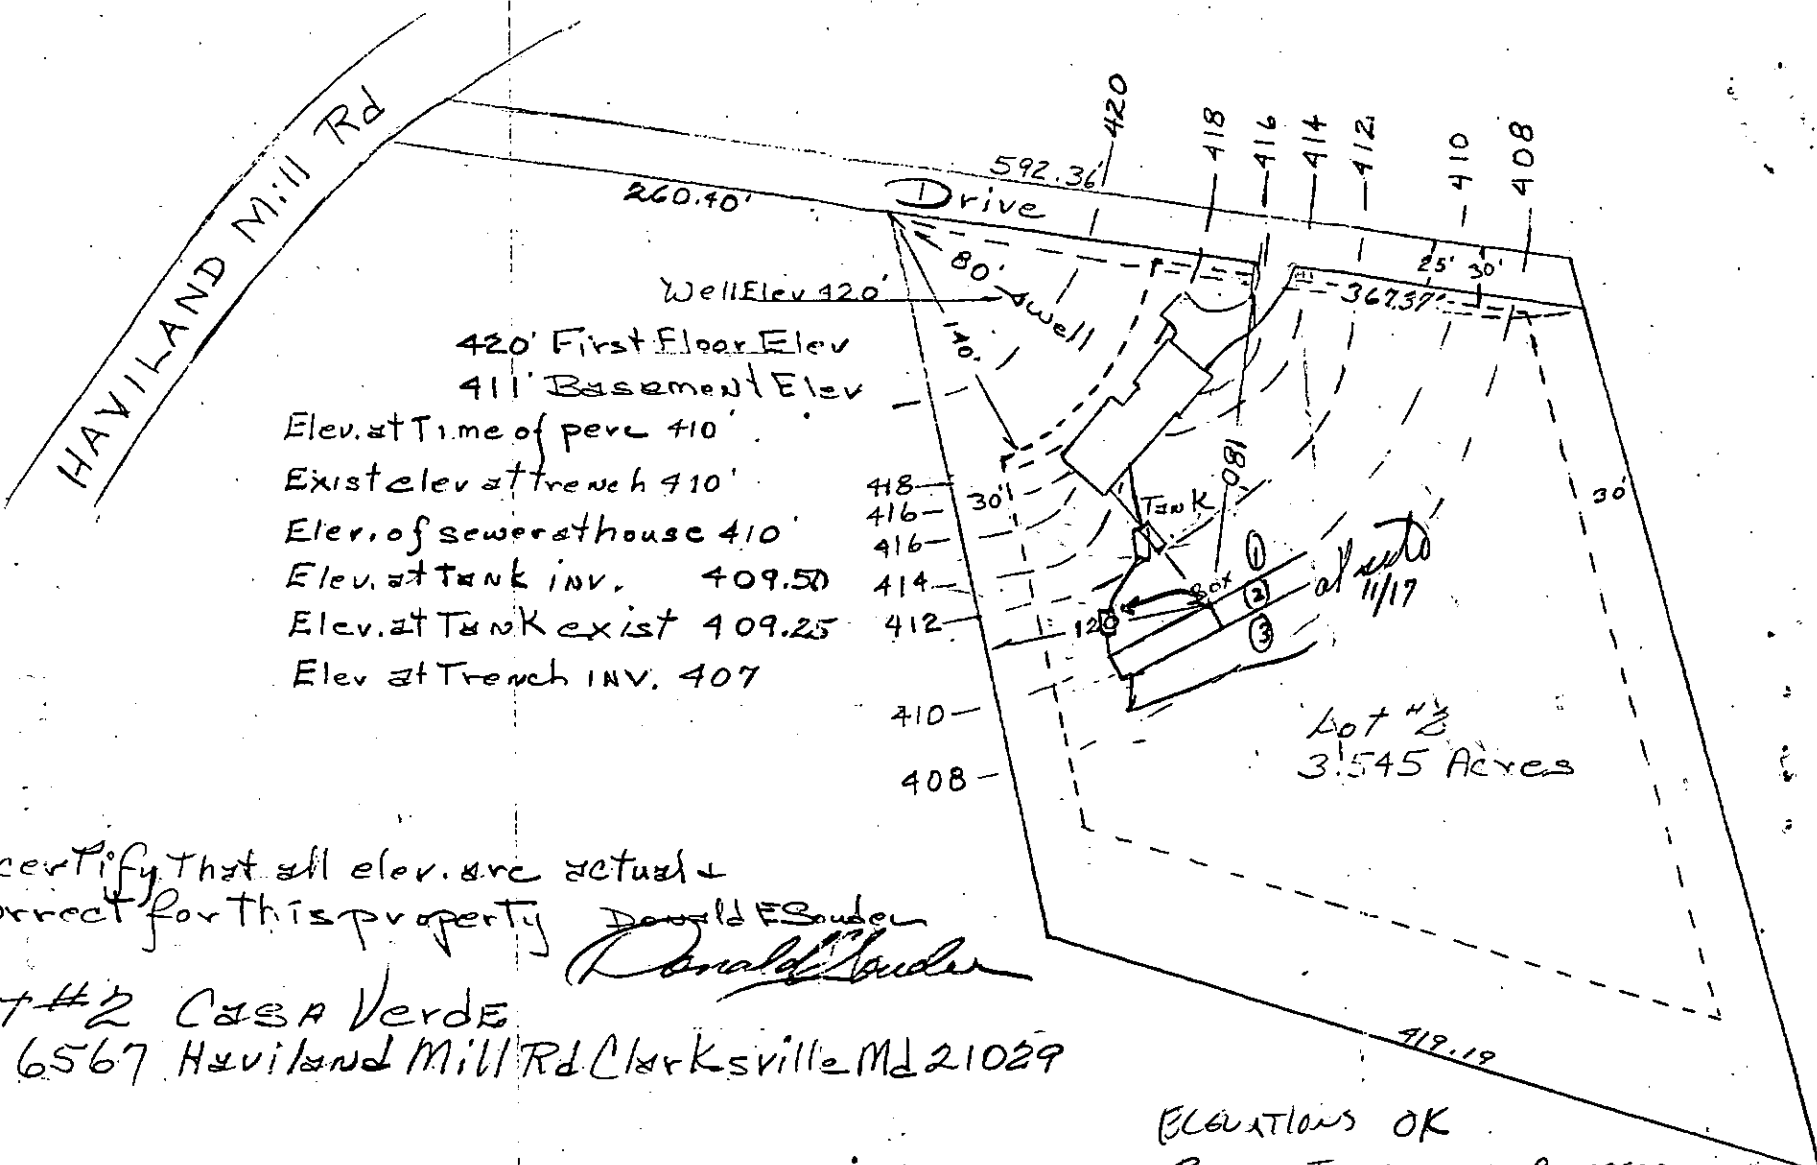 HAVILAND Mill Rd
592.36'
260.40'
Drive
420
418
416
414
412
410
408
25'
30'
367.37'
80'
well
Well Elev 420'
140'
420' First Floor Elev
411' Basement Elev
Elev. at Time of perc 410'
Exist elev at trench 410'
Elev. of sewer at house 410'
Elev. at Tank inv. 409.50
Elev. at Tank exist 409.25
Elev at Trench INV. 407
418
416
416
414
412
410
408
30'
Tank
180
Box
120
①
②
③
11/17
30'
Lot #2
3.545 Acres
certify That all elev. are actual +
orrect for this property Donald E Souder
Donald E Souder
#2 Casa Verde
6567 Haviland Mill Rd Clarksville Md 21029
419.19
ELEVATIONS OK